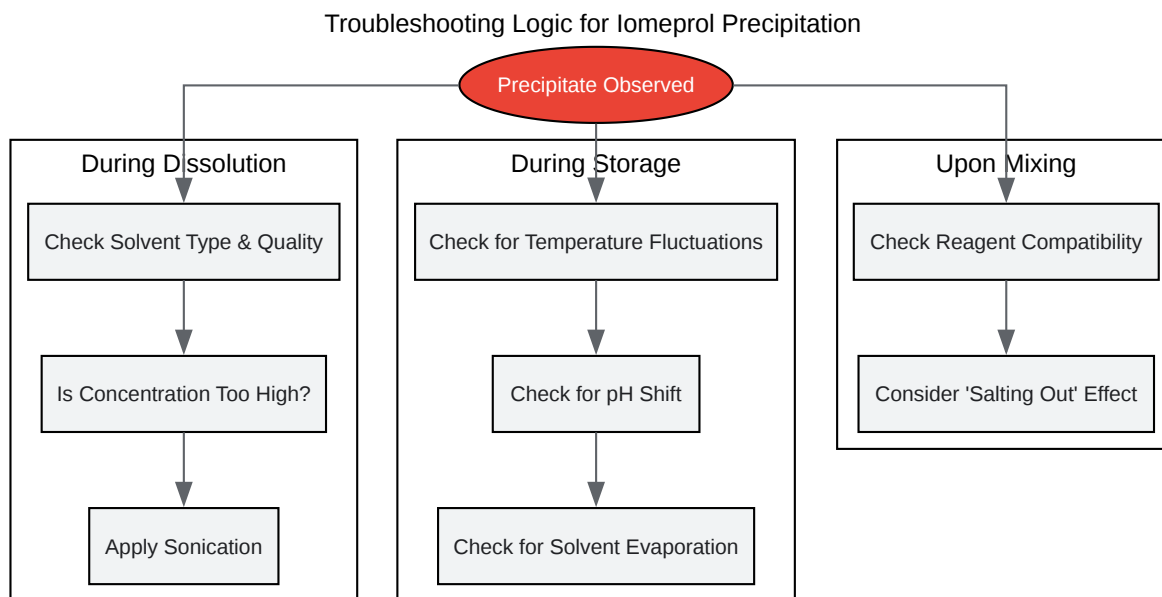 Troubleshooting Logic for Iomeprol Precipitation
Precipitate Observed
During Dissolution
Check Solvent Type & Quality
Is Concentration Too High?
Apply Sonication
During Storage
Check for Temperature Fluctuations
Check for pH Shift
Check for Solvent Evaporation
Upon Mixing
Check Reagent Compatibility
Consider 'Salting Out' Effect